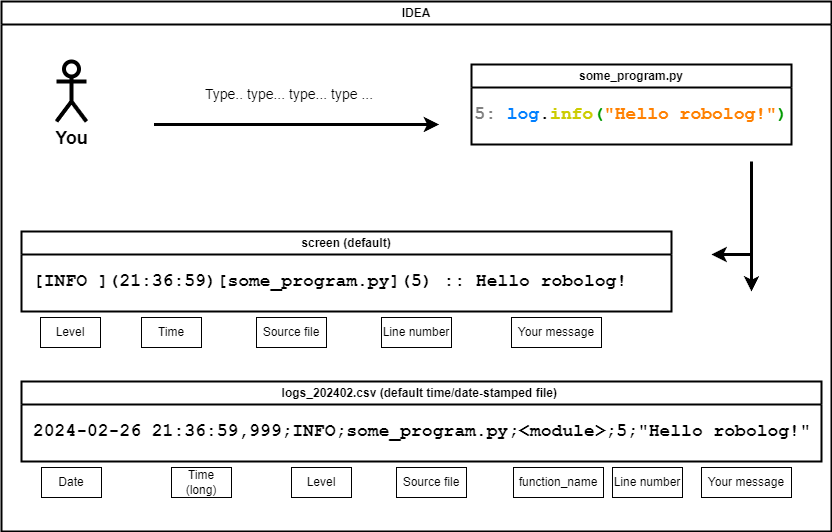 IDEA
Type.. type... type... type ...
You
some_program.py
5: log.info("Hello robolog!")
screen (default)
[INFO ](21:36:59)[some_program.py](5) :: Hello robolog!
Level
Time
Source file
Line number
Your message
logs_202402.csv (default time/date-stamped file)
2024-02-26 21:36:59,999;INFO;some_program.py;<module>;5;"Hello robolog!"
Date
Time
(long)
Level
Source file
function_name
Line number
Your message